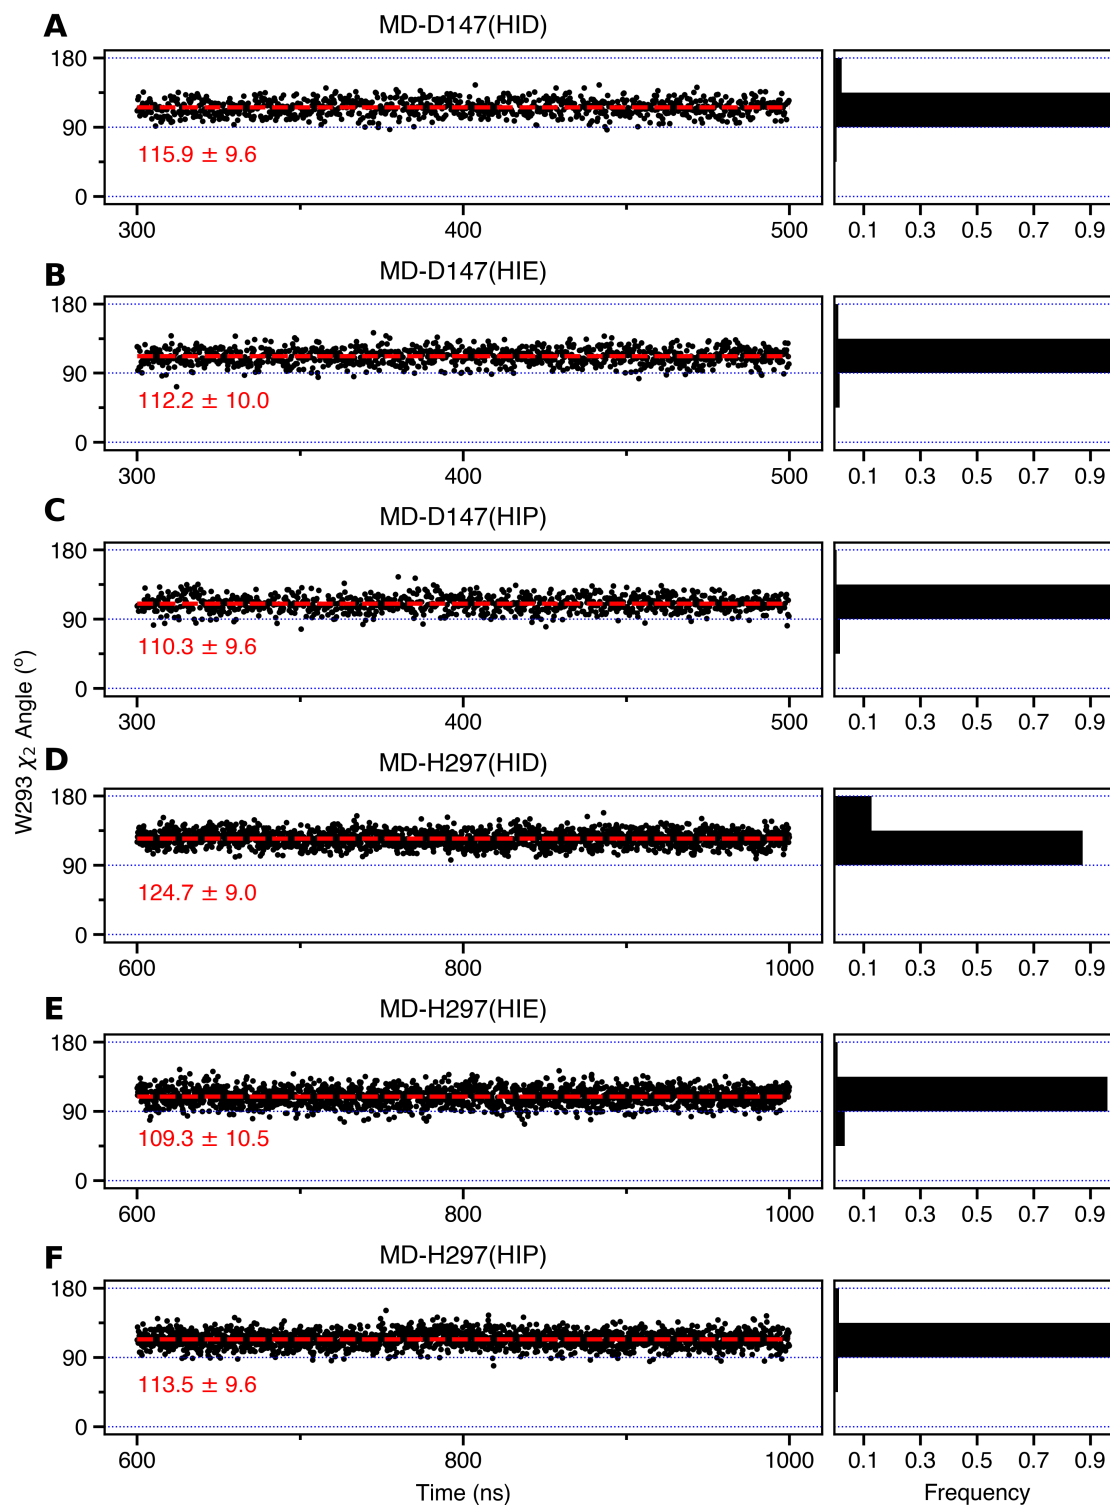 A
MD-D147(HID)
180
90
0
115.9 ± 9.6
300 400 500
0.1 0.3 0.5 0.7 0.9
B
MD-D147(HIE)
180
90
0
112.2 ± 10.0
300 400 500
0.1 0.3 0.5 0.7 0.9
C
MD-D147(HIP)
180
90
0
110.3 ± 9.6
300 400 500
0.1 0.3 0.5 0.7 0.9
W293 χ2 Angle (°)
D
MD-H297(HID)
180
90
0
124.7 ± 9.0
600 800 1000
0.1 0.3 0.5 0.7 0.9
E
MD-H297(HIE)
180
90
0
109.3 ± 10.5
600 800 1000
0.1 0.3 0.5 0.7 0.9
F
MD-H297(HIP)
180
90
0
113.5 ± 9.6
600 800 1000
0.1 0.3 0.5 0.7 0.9
Time (ns)
Frequency